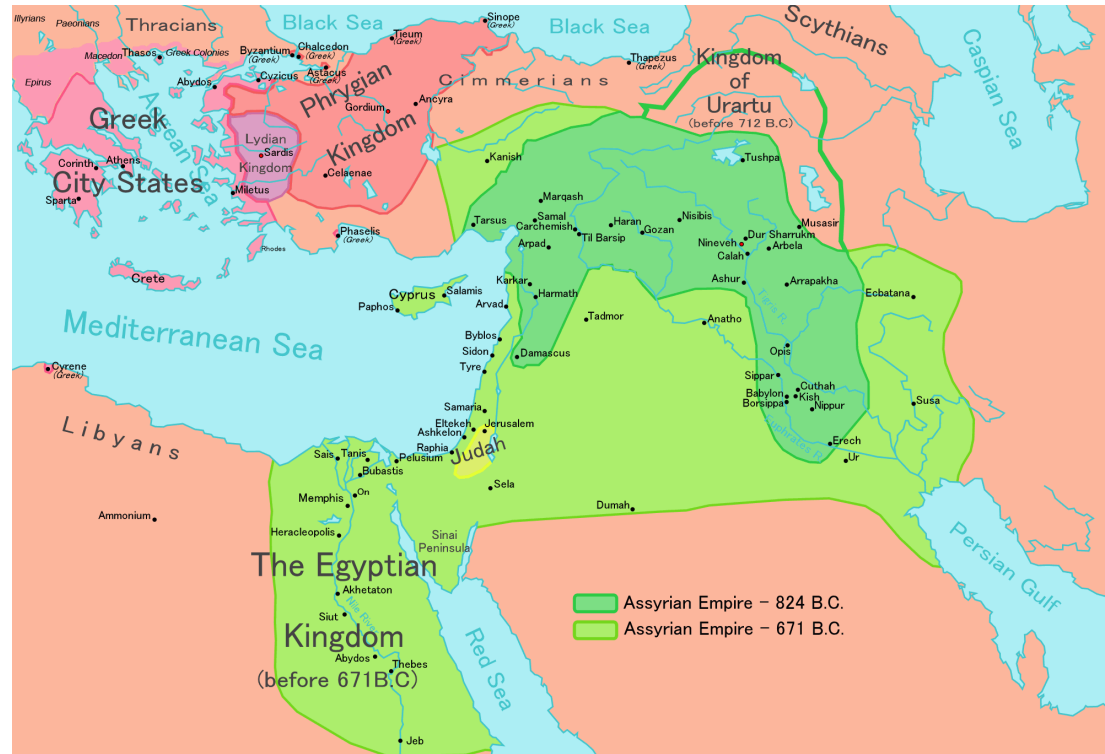 Illyrians
Paeonians
Thracians
Black Sea
Sinope
(Greek)
Black Sea
Scythians
Caspian Sea
Macedon
Thasos
Greek Colonies
Byzantium
(Greek)
Chalcedon
(Greek)
Tieum
(Greek)
Epirus
Abydos
Cyzicus
Astacus
(Greek)
Phrygian
Kingdom
Gordium
Ancyra
Cimmerians
Thapezus
(Greek)
Kingdom
of
Urartu
(before 712 B.C)
Greek
City States
Aegean Sea
Corinth
Athens
Sparta
Lydian
Kingdom
Sardis
Miletus
Celaenae
Phaselis
(Greek)
Rhodes
Crete
Kanish
Tushpa
Marqash
Tarsus
Samal
Carchemish
Til Barsip
Arpad
Haran
Gozan
Nisibis
Musasir
Dur Sharrukm
Nineveh
Arbela
Calah
Ashur
Arrapakha
Ecbatana
Karkar
Harmath
Cyprus
Salamis
Paphos
Arvad
Tadmor
Anatho
Tigris R.
Mediterranean Sea
Byblos
Sidon
Tyre
Damascus
Opis
Sippar
Cuthah
Babylon
Kish
Borsippa
Nippur
Susa
Euphrates R.
Erech
Ur
Cyrene
(Greek)
Libyans
Samaria
Eltekeh
Jerusalem
Ashkelon
Raphia
Judah
Sais
Tanis
Pelusium
Bubastis
Sela
Dumah
On
Memphis
Ammonium
Heracleopolis
Sinai
Peninsula
The Egyptian
Kingdom
(before 671B.C)
Akhetaton
Nile River
Siut
Abydos
Thebes
Jeb
Red Sea
Persian Gulf
Assyrian Empire - 824 B.C.
Assyrian Empire - 671 B.C.